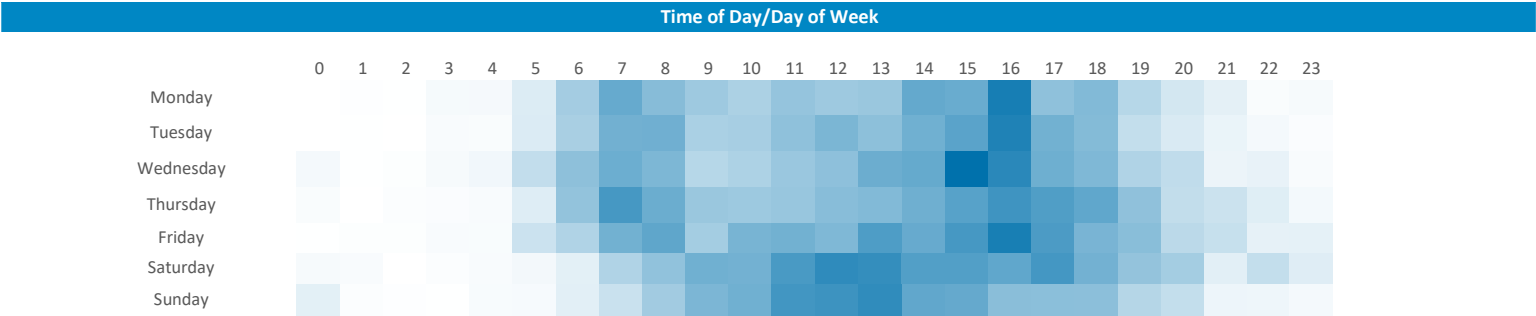 Time of Day/Day of Week
0 1 2 3 4 5 6 7 8 9 10 11 12 13 14 15 16 17 18 19 20 21 22 23
Monday
Tuesday
Wednesday
Thursday
Friday
Saturday
Sunday